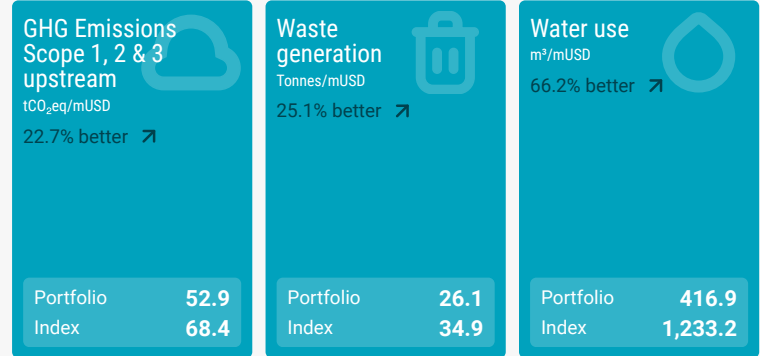 GHG Emissions
Scope 1, 2 & 3
upstream
tCO₂eq/mUSD
22.7% better
Portfolio 52.9
Index 68.4
Waste
generation
Tonnes/mUSD
25.1% better
Portfolio 26.1
Index 34.9
Water use
m³/mUSD
66.2% better
Portfolio 416.9
Index 1,233.2